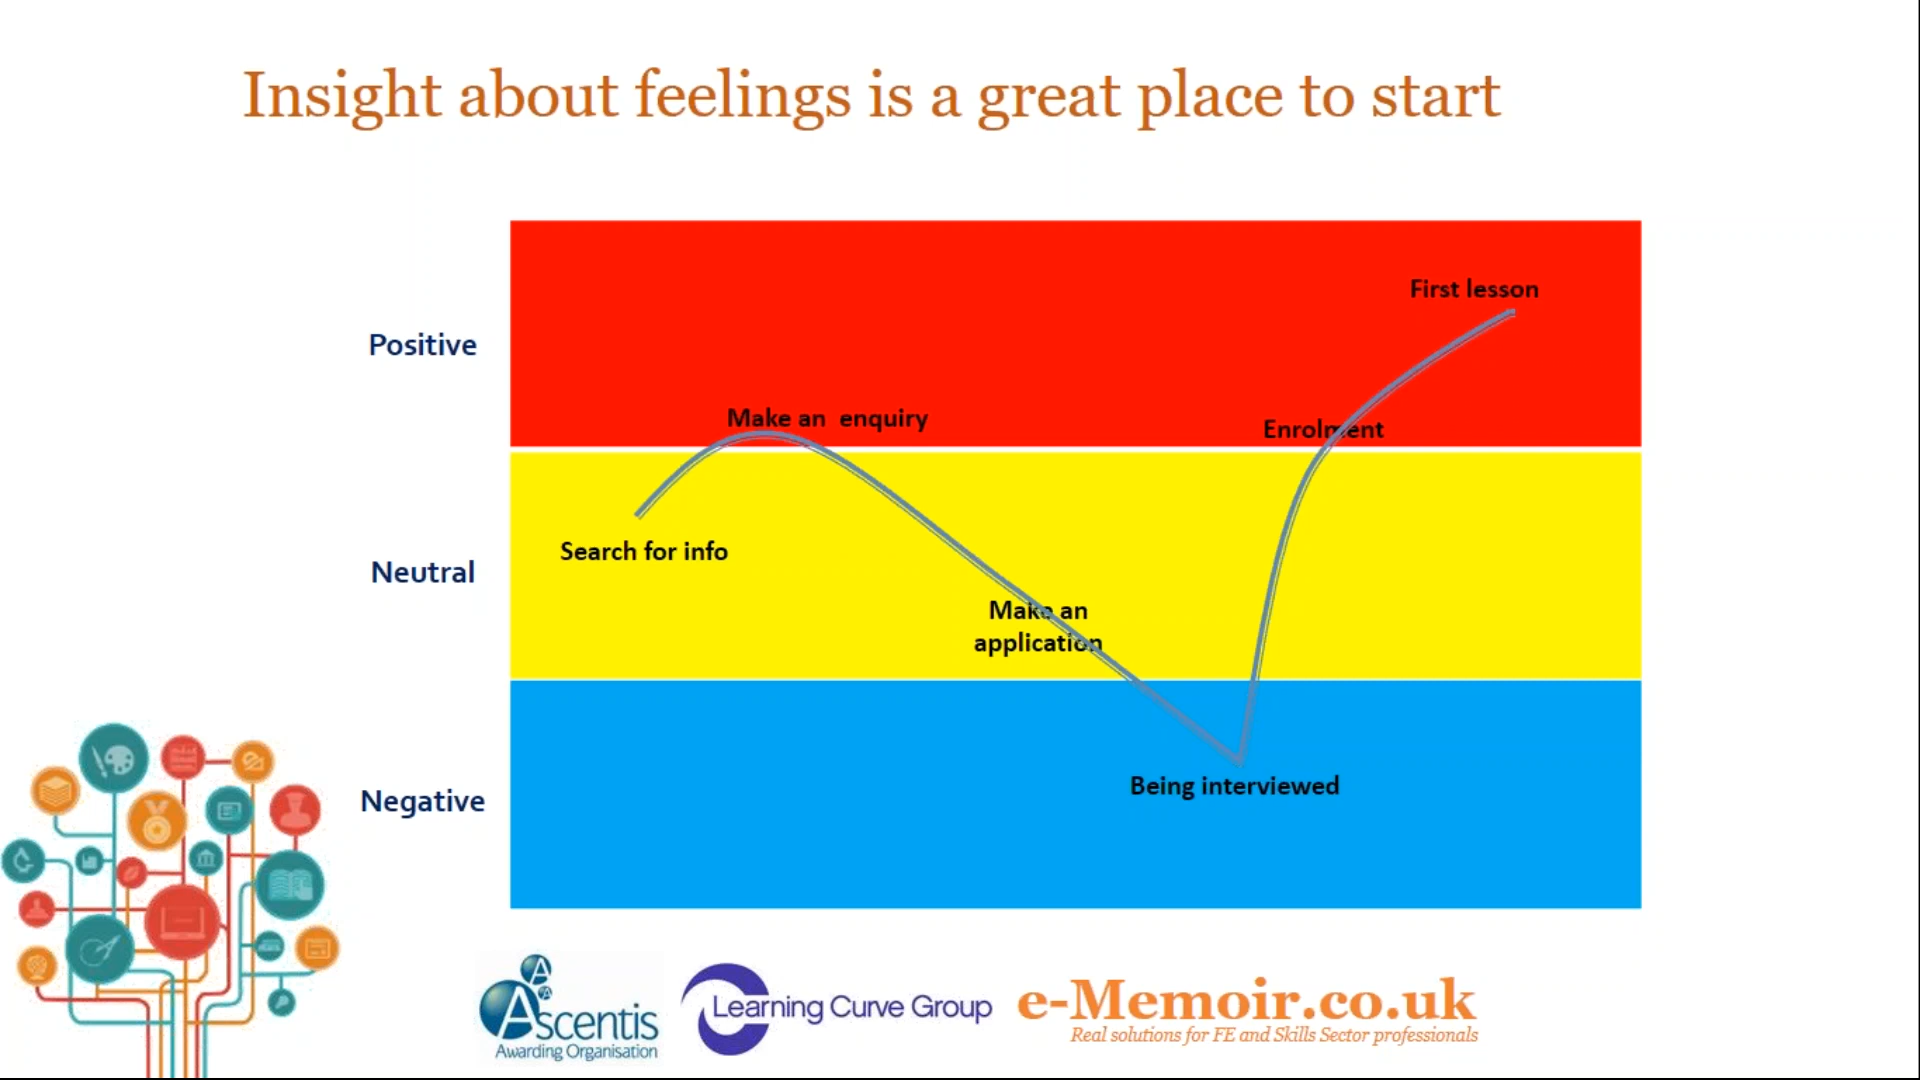 Insight about feelings is a great place to start
First lesson
Positive
Make an enquiry
Enrolment
Search for info
Neutral
Make an
application
Being interviewed
Negative
Ascentis
Awarding Organisation
Learning Curve Group
e-Memoir.co.uk
Real solutions for FE and Skills Sector professionals